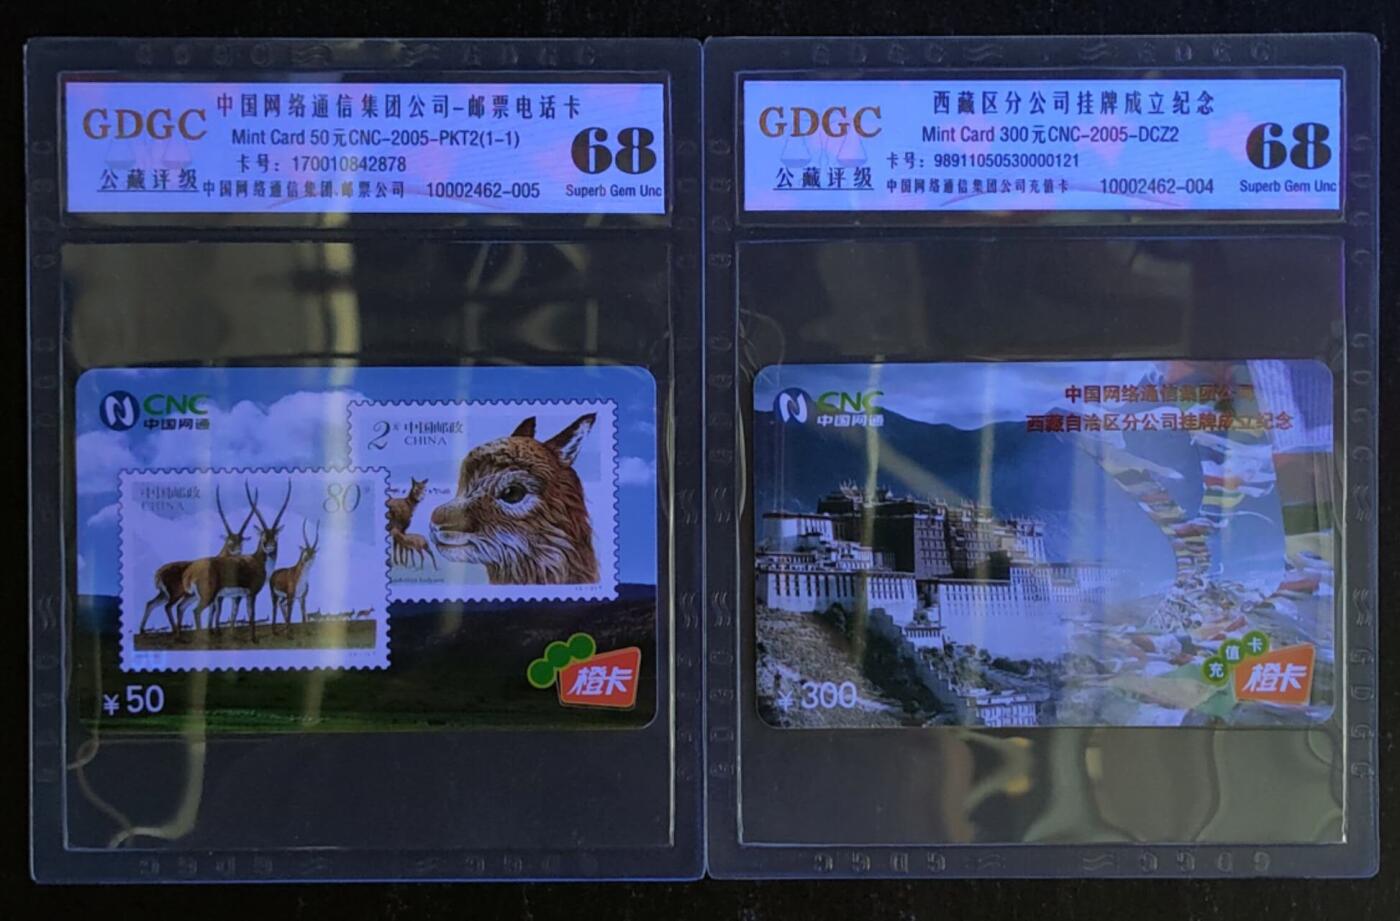 GDGC
公藏评级
中国网络通信集团公司-邮票电话卡
Mint Card 50元CNC-2005-PKT2(1-1)
卡号：170010842878
中国网络通信集团.邮票公司 10002462-005
68
Superb Gem Unc
CNC
中国网通
中国邮政
CHINA
80
2元 中国邮政
CHINA
橙卡
¥50
GDGC
公藏评级
西藏区分公司挂牌成立纪念
Mint Card 300元CNC-2005-DCZ2
卡号：98911050530000121
中国网络通信集团公司充值卡 10002462-004
68
Superb Gem Unc
CNC
中国网通
中国网络通信集团公司
西藏自治区分公司挂牌成立纪念
充值卡
橙卡
¥300